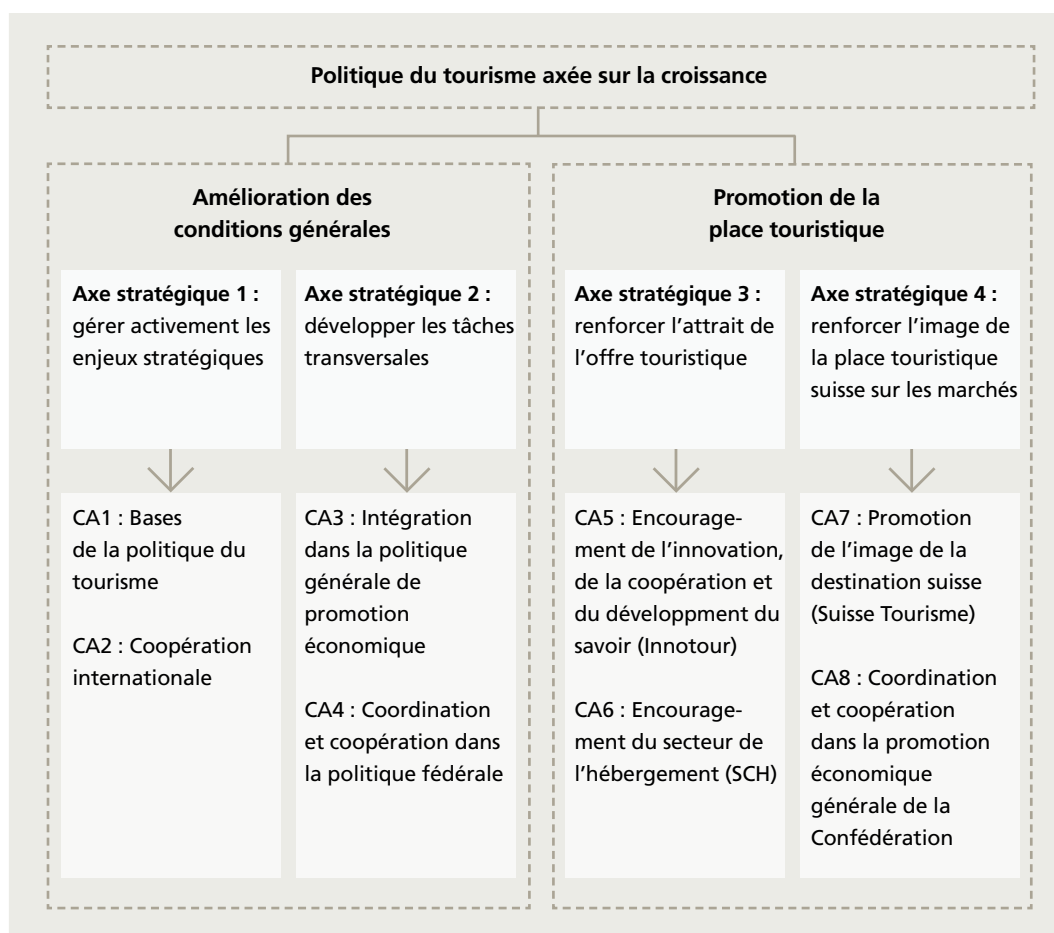 Politique du tourisme axée sur la croissance
Amélioration des
conditions générales
Axe stratégique 1 :
gérer activement les
enjeux stratégiques
Axe stratégique 2 :
développer les tâches
transversales
CA1 : Bases
de la politique du
tourisme
CA2 : Coopération
internationale
CA3 : Intégration
dans la politique
générale de
promotion
économique
CA4 : Coordination
et coopération dans
la politique fédérale
Promotion de la
place touristique
Axe stratégique 3 :
renforcer l’attrait de
l’offre touristique
Axe stratégique 4 :
renforcer l’image de
la place touristique
suisse sur les marchés
CA5 : Encourage-
ment de l’innovation,
de la coopération et
du développment du
savoir (Innotour)
CA6 : Encourage-
ment du secteur de
l’hébergement (SCH)
CA7 : Promotion
de l’image de la
destination suisse
(Suisse Tourisme)
CA8 : Coordination
et coopération
dans la promotion
économique
générale de la
Confédération